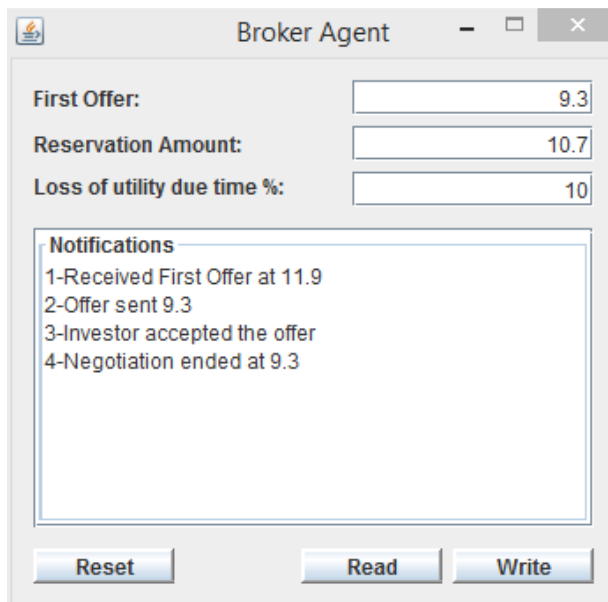 Broker Agent
First Offer: 9.3
Reservation Amount: 10.7
Loss of utility due time %: 10
Notifications
1-Received First Offer at 11.9
2-Offer sent 9.3
3-Investor accepted the offer
4-Negotiation ended at 9.3
Reset Read Write